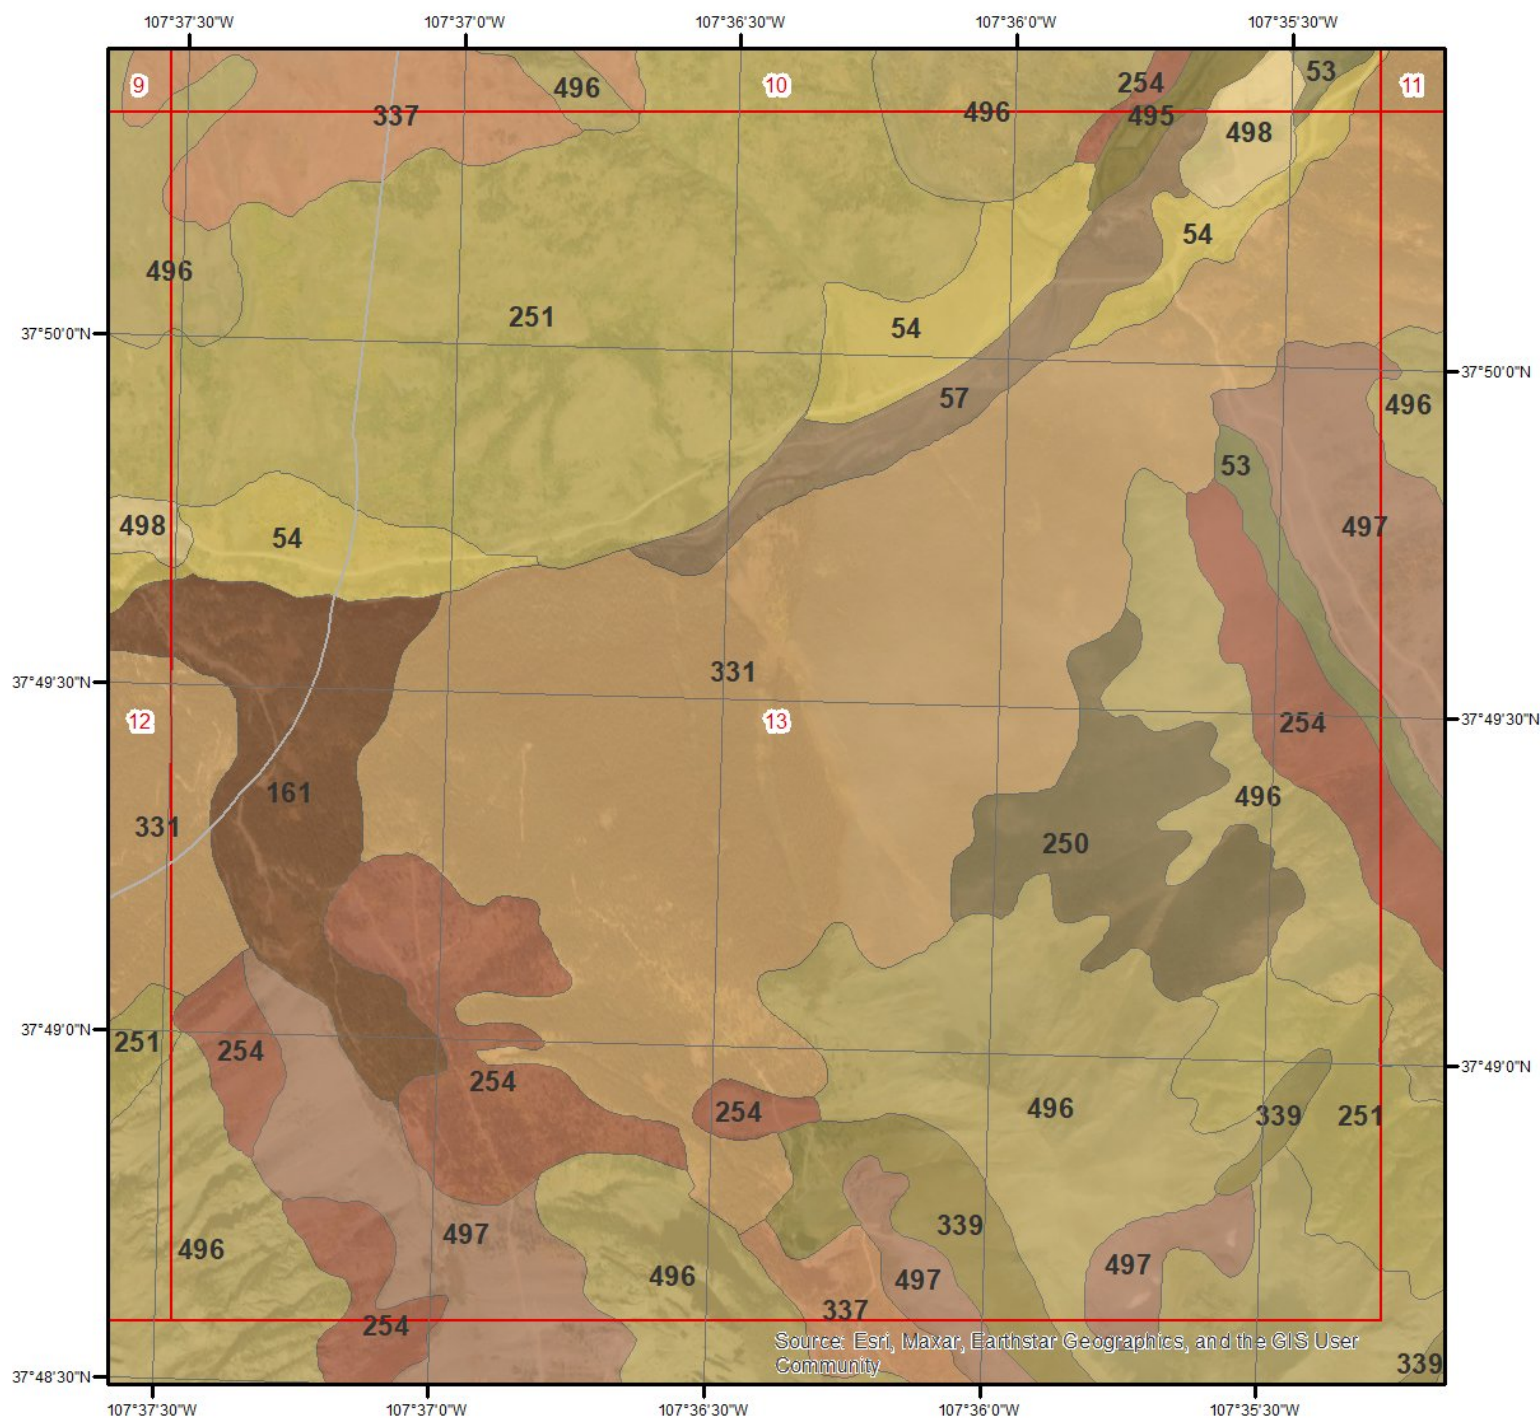 107°37'30"W 107°37'0"W 107°36'30"W 107°36'0"W 107°35'30"W
9 496 10 254 53 11
337 496 495 498
54
496
251 54
37°50'0"N
37°50'0"N
57 496
53
498 54 497
331
37°49'30"N
12 13 254 37°49'30"N
161 496
331 250
37°49'0"N 251 254
254 37°49'0"N
254 496 339 251
497 339
496 496 497 497
337
254
Source: Esri, Maxar, Earthstar Geographics, and the GIS User
Community
339
37°48'30"N
107°37'30"W 107°37'0"W 107°36'30"W 107°36'0"W 107°35'30"W